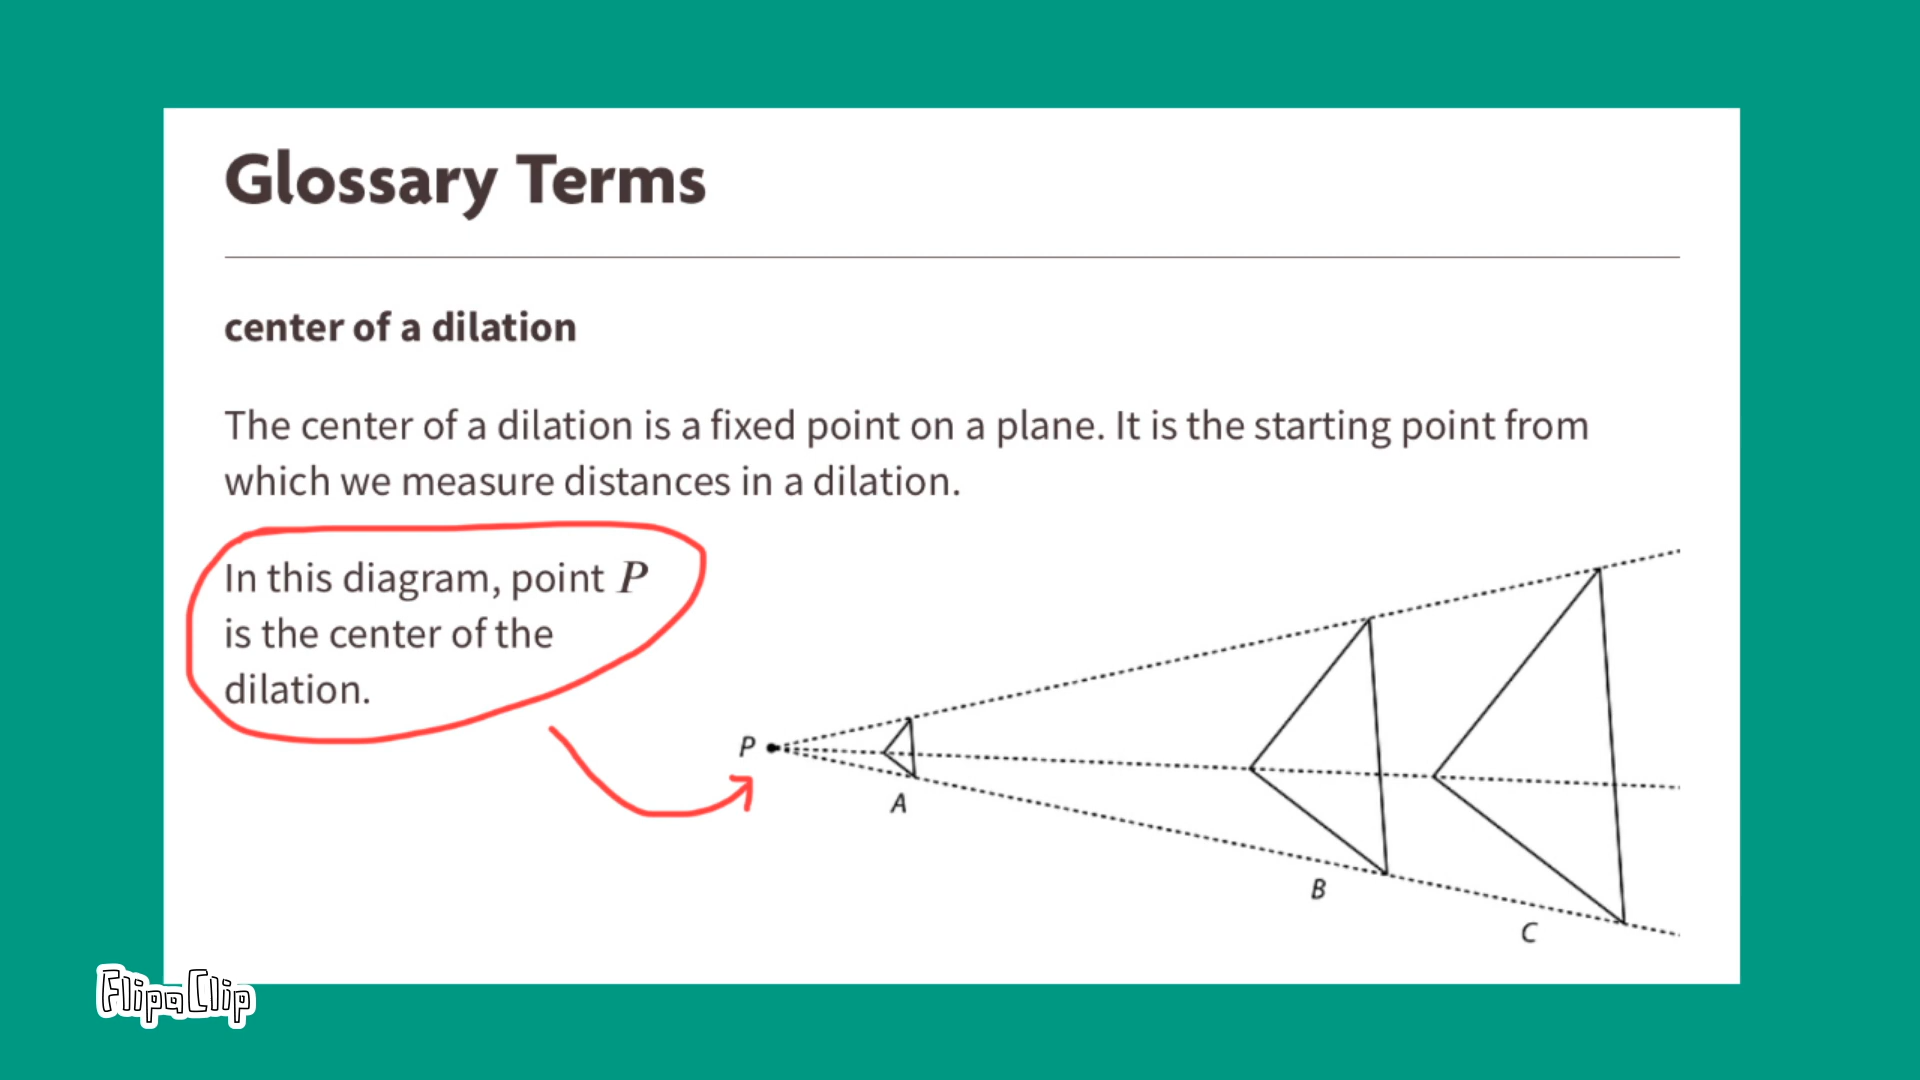 Glossary Terms
center of a dilation
The center of a dilation is a fixed point on a plane. It is the starting point from
which we measure distances in a dilation.
In this diagram, point P
is the center of the
dilation.
P
A
B
C
FlipaClip